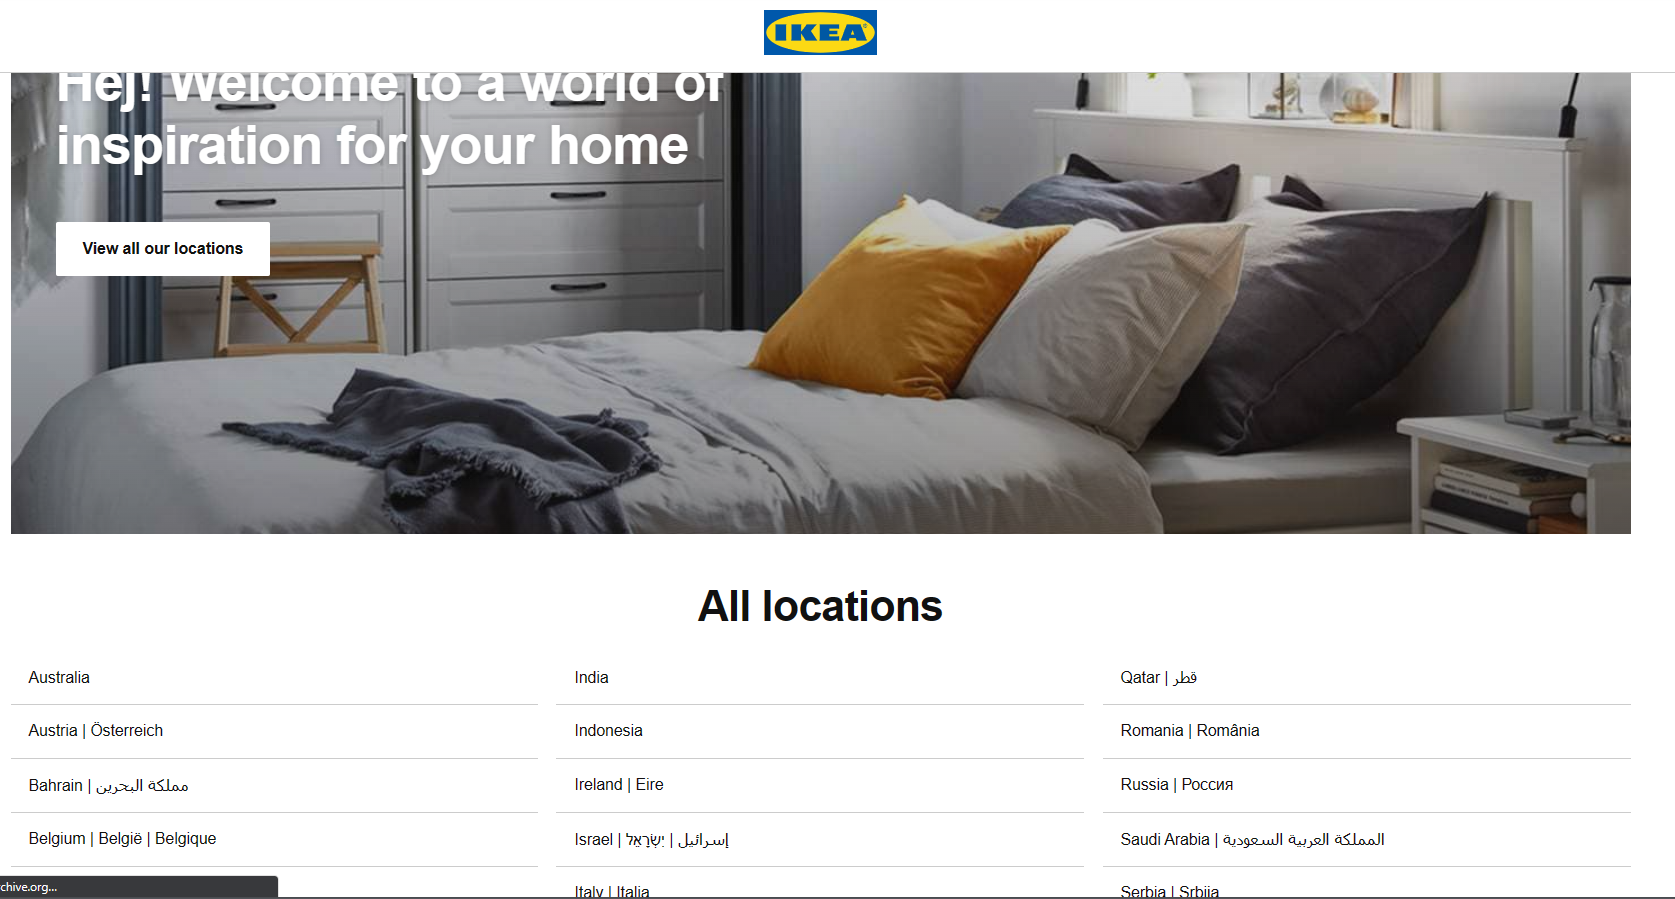 IKEA
Hej! Welcome to a world of
inspiration for your home
View all our locations
All locations
Australia
India
Qatar | قطر
Austria | Österreich
Indonesia
Romania | România
Bahrain | مملكة البحرين
Ireland | Eire
Russia | Россия
Belgium | België | Belgique
Israel | יִשְׂרָאֵל | إسرائيل
Saudi Arabia | المملكة العربية السعودية
chive.org...
Italy | Italia
Serbia | Srbija